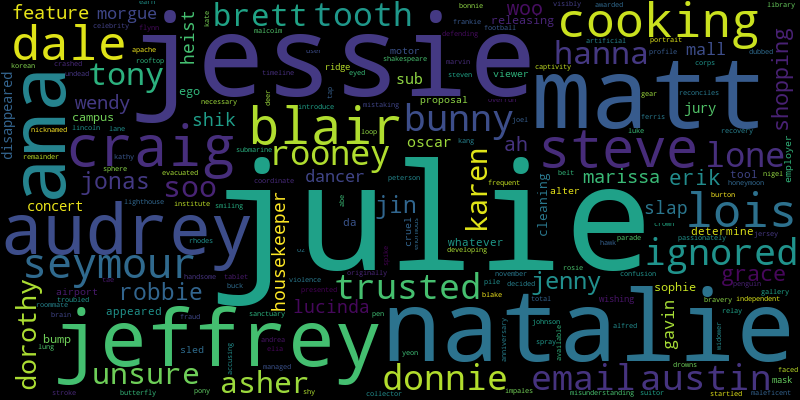 feature morgue brett tooth woo cooking
releasing
dale jessie heist
hanna mall
tony sub viewer
wendy ego ridge proposal
campus shik blair bunny matt shopping
disappeared
ana craig rooney oscar ah steve jury lone
jonas soo dancer karen marissa erik tool employer
concert jin cleaning alter slap lois
audrey housekeeper julie whatever determine
seymour da cruel developing ignored
robbie trusted jenny grace
lucinda sophie
dorothy appeared
bump jeffrey natalie gavin
unsure sled asher donnie email austin
mask
kate malcolm motor steven marvin
celebrity rooftop timeline eyed shakespeare
frankie football visibly awarded library
bonnie artificial portrait profile dubbed
korean apache undead necessary
introduce mistaking captivity corps reconciles
defending gear ferris luke recovery joel
nicknamed lincoln lane loop tap deer
remainder kathy evacuated submarine kang
sphere coordinate peterson frequent belt
honeymoon nigel burton
lighthouse institute smiling abe
rhodes parade passionately jersey
hawk confusion rosie
airport handsome tablet originally
troubled buck violence pile november decided
roommate brain fraud sanctuary pen blake
total wishing gallery
bravery independent relay
lung accusing andrea anniversary johnson alfred
spray available widower
managed drowns
stroke butterfly pony shy collector impales
misunderstanding suitor started faced maleficent